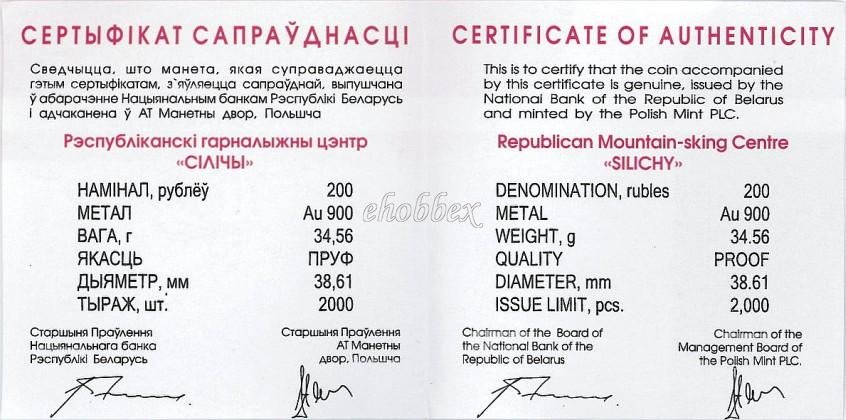 СЕРТЫФІКАТ САПРАЎДНАСЦІ
Сведчыцца, што манета, якая суправаджаецца
гэтым сертыфікатам, з`яўляецца сапраўднай, выпушчана
ў абарачэнне Нацыянальным банкам Рэспублікі Беларусь
і адчаканена ў АТ Манетны двор, Польшча
Рэспубліканскі гарналыжны цэнтр
«СІЛІЧЫ»
НАМІНАЛ, рублёў 200
МЕТАЛ Au 900
ВАГА, г 34,56
ЯКАСЦЬ ПРУФ
ДЫЯМЕТР, мм 38,61
ТЫРАЖ, шт. 2000
Старшыня Праўлення
Нацыянальнага банка
Рэспублікі Беларусь
Старшыня Праўлення
АТ Манетны
двор, Польшча
ehobbex
CERTIFICATE OF AUTHENTICITY
This is to certify that the coin accompanied
by this certificate is genuine, issued by the
National Bank of the Republic of Belarus
and minted by the Polish Mint PLC.
Republican Mountain-sking Centre
«SILICHY»
DENOMINATION, rubles 200
METAL Au 900
WEIGHT, g 34.56
QUALITY PROOF
DIAMETER, mm 38.61
ISSUE LIMIT, pcs. 2,000
Chairman of the Board of
the National Bank of the
Republic of Belarus
Chairman of the
Management Board of
the Polish Mint PLC.